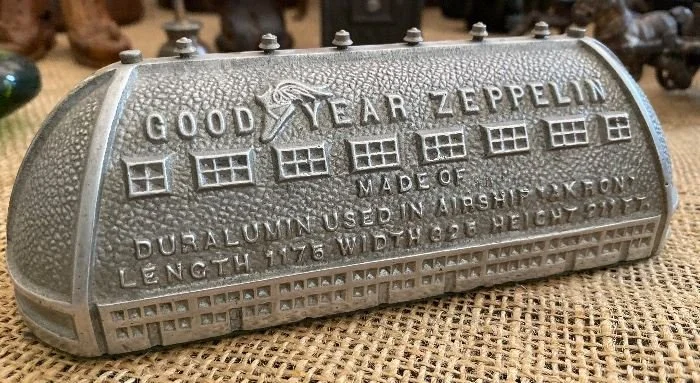 GOOD YEAR ZEPPELIN
MADE OF
DURALUMIN USED IN AIRSHIP "AKRON"
LENGTH 1175 WIDTH 325 HEIGHT 211 FT.